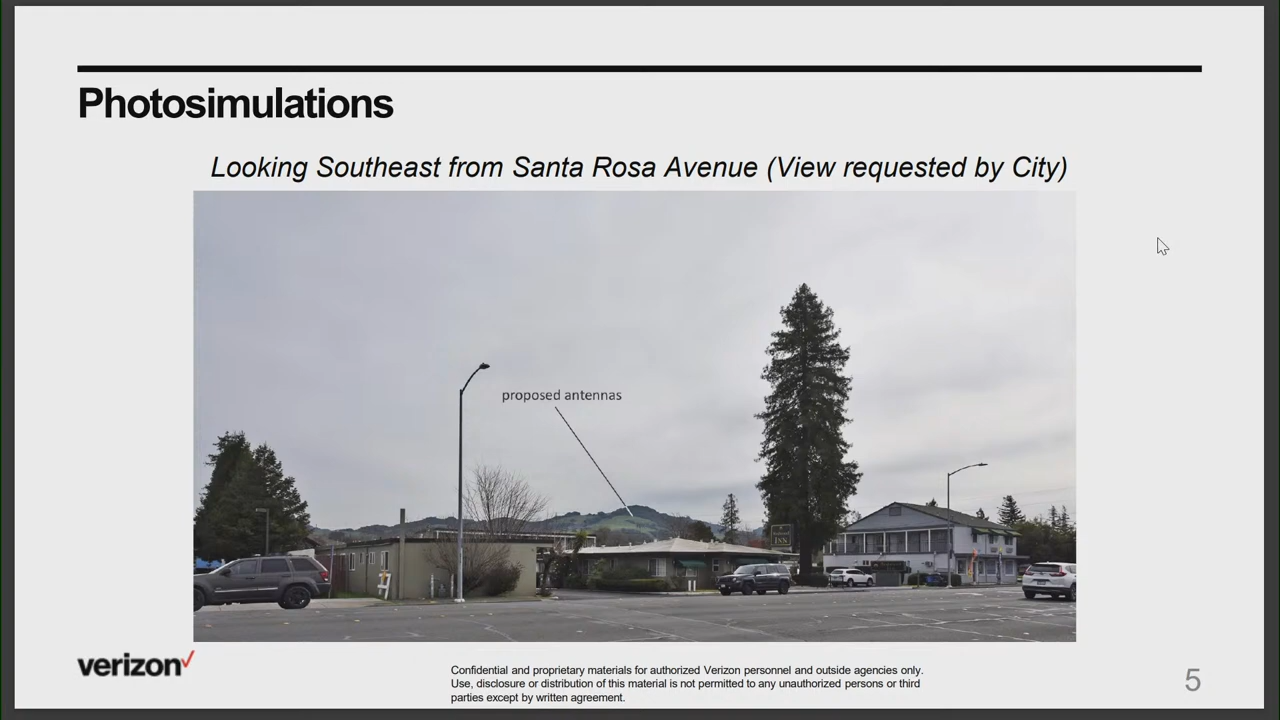 Photosimulations
Looking Southeast from Santa Rosa Avenue (View requested by City)
proposed antennas
INN
verizon
Confidential and proprietary materials for authorized Verizon personnel and outside agencies only.
Use, disclosure or distribution of this material is not permitted to any unauthorized persons or third
parties except by written agreement.
5